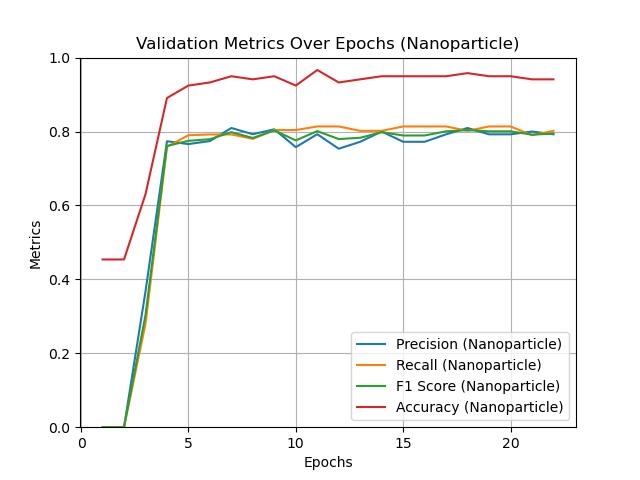 Validation Metrics Over Epochs (Nanoparticle)
1.0
0.8
0.6
0.4
0.2
0.0
Metrics
Precision (Nanoparticle)
Recall (Nanoparticle)
F1 Score (Nanoparticle)
Accuracy (Nanoparticle)
0 5 10 15 20
Epochs